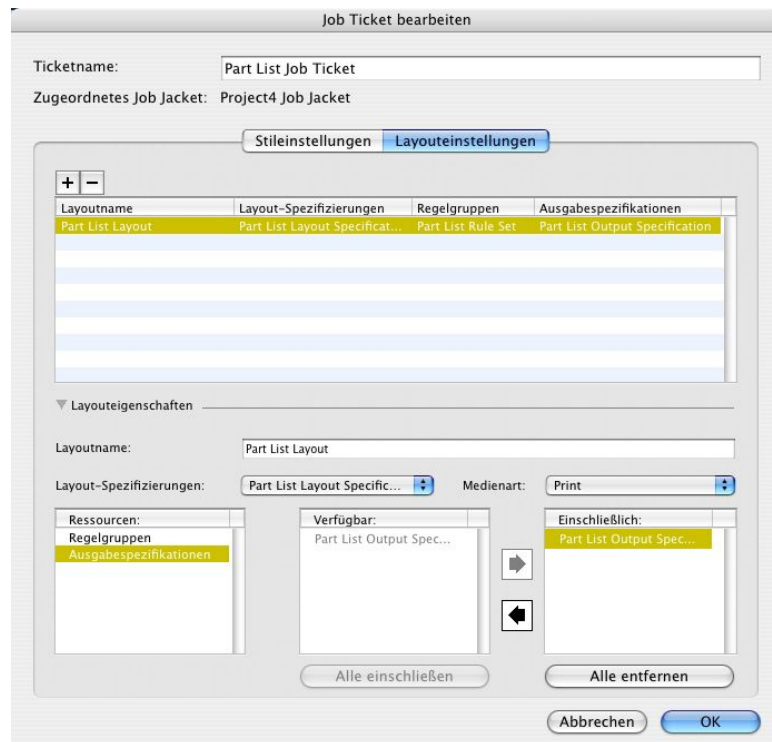 Job Ticket bearbeiten
Ticketname: Part List Job Ticket
Zugeordnetes Job Jacket: Project4 Job Jacket
Stileinstellungen Layouteinstellungen
+ −
Layoutname Layout-Spezifizierungen Regelgruppen Ausgabespezifikationen
Part List Layout Part List Layout Specificat... Part List Rule Set Part List Output Specification
Layouteigenschaften
Layoutname: Part List Layout
Layout-Spezifizierungen: Part List Layout Specific... Medienart: Print
Ressourcen: Verfügbar: Einschließlich:
Regelgruppen Part List Output Spec... Part List Output Spec...
Ausgabespezifikationen
Alle einschließen Alle entfernen
Abbrechen OK